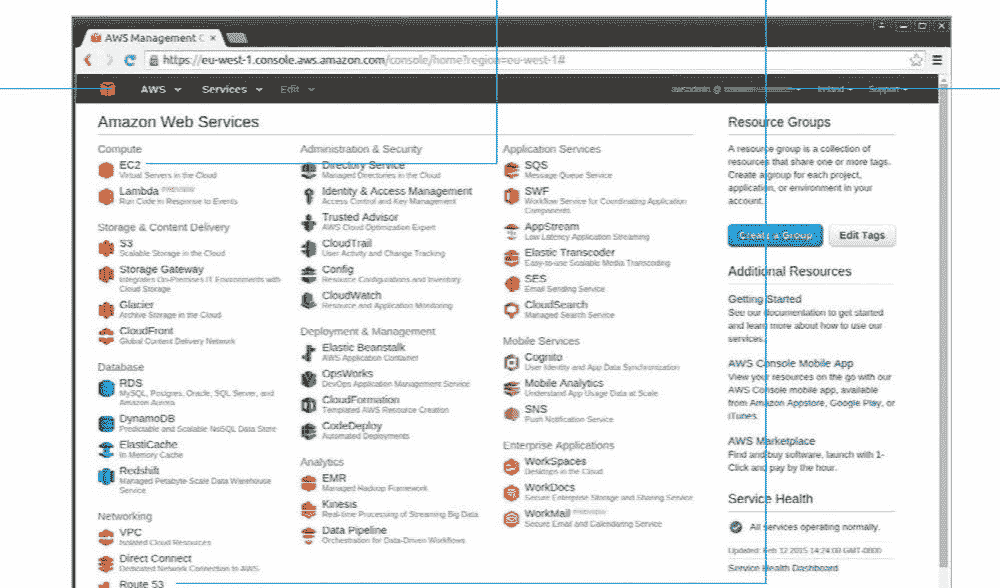 AWS Management C
https://eu-west-1.console.aws.amazon.com/console/home?region=eu-west-1#
AWS Services Edit
awsadmin @ Ireland Support
Amazon Web Services
Compute
EC2
Virtual Servers in the Cloud
Lambda PREVIEW
Run Code in Response to Events
Storage & Content Delivery
S3
Scalable Storage in the Cloud
Storage Gateway
Integrates On-Premises IT Environments with
Cloud Storage
Glacier
Archive Storage in the Cloud
CloudFront
Global Content Delivery Network
Database
RDS
MySQL, Postgres, Oracle, SQL Server, and
Amazon Aurora
DynamoDB
Predictable and Scalable NoSQL Data Store
ElastiCache
In-Memory Cache
Redshift
Managed Petabyte-Scale Data Warehouse
Service
Networking
VPC
Isolated Cloud Resources
Direct Connect
Dedicated Network Connection to AWS
Route 53
Administration & Security
Directory Service
Managed Directories in the Cloud
Identity & Access Management
Access Control and Key Management
Trusted Advisor
AWS Cloud Optimization Expert
CloudTrail
User Activity and Change Tracking
Config
Resource Configurations and Inventory
CloudWatch
Resource and Application Monitoring
Deployment & Management
Elastic Beanstalk
AWS Application Container
OpsWorks
DevOps Application Management Service
CloudFormation
Templated AWS Resource Creation
CodeDeploy
Automated Deployments
Analytics
EMR
Managed Hadoop Framework
Kinesis
Real-time Processing of Streaming Big Data
Data Pipeline
Orchestration for Data-Driven Workflows
Application Services
SQS
Message Queue Service
SWF
Workflow Service for Coordinating Application
Components
AppStream
Low Latency Application Streaming
Elastic Transcoder
Easy-to-use Scalable Media Transcoding
SES
Email Sending Service
CloudSearch
Managed Search Service
Mobile Services
Cognito
User Identity and App Data Synchronization
Mobile Analytics
Understand App Usage Data at Scale
SNS
Push Notification Service
Enterprise Applications
WorkSpaces
Desktops in the Cloud
WorkDocs
Secure Enterprise Storage and Sharing Service
WorkMail PREVIEW
Secure Email and Calendaring Service
Resource Groups
A resource group is a collection of
resources that share one or more tags.
Create a group for each project,
application, or environment in your
account.
Create a Group Edit Tags
Additional Resources
Getting Started
See our documentation to get started
and learn more about how to use our
services.
AWS Console Mobile App
View your resources on the go with our
AWS Console mobile app, available
from Amazon Appstore, Google Play, or
iTunes.
AWS Marketplace
Find and buy software, launch with 1-
Click and pay by the hour.
Service Health
All services operating normally.
Updated: Feb 12 2015 14:24:00 GMT-0800
Service Health Dashboard